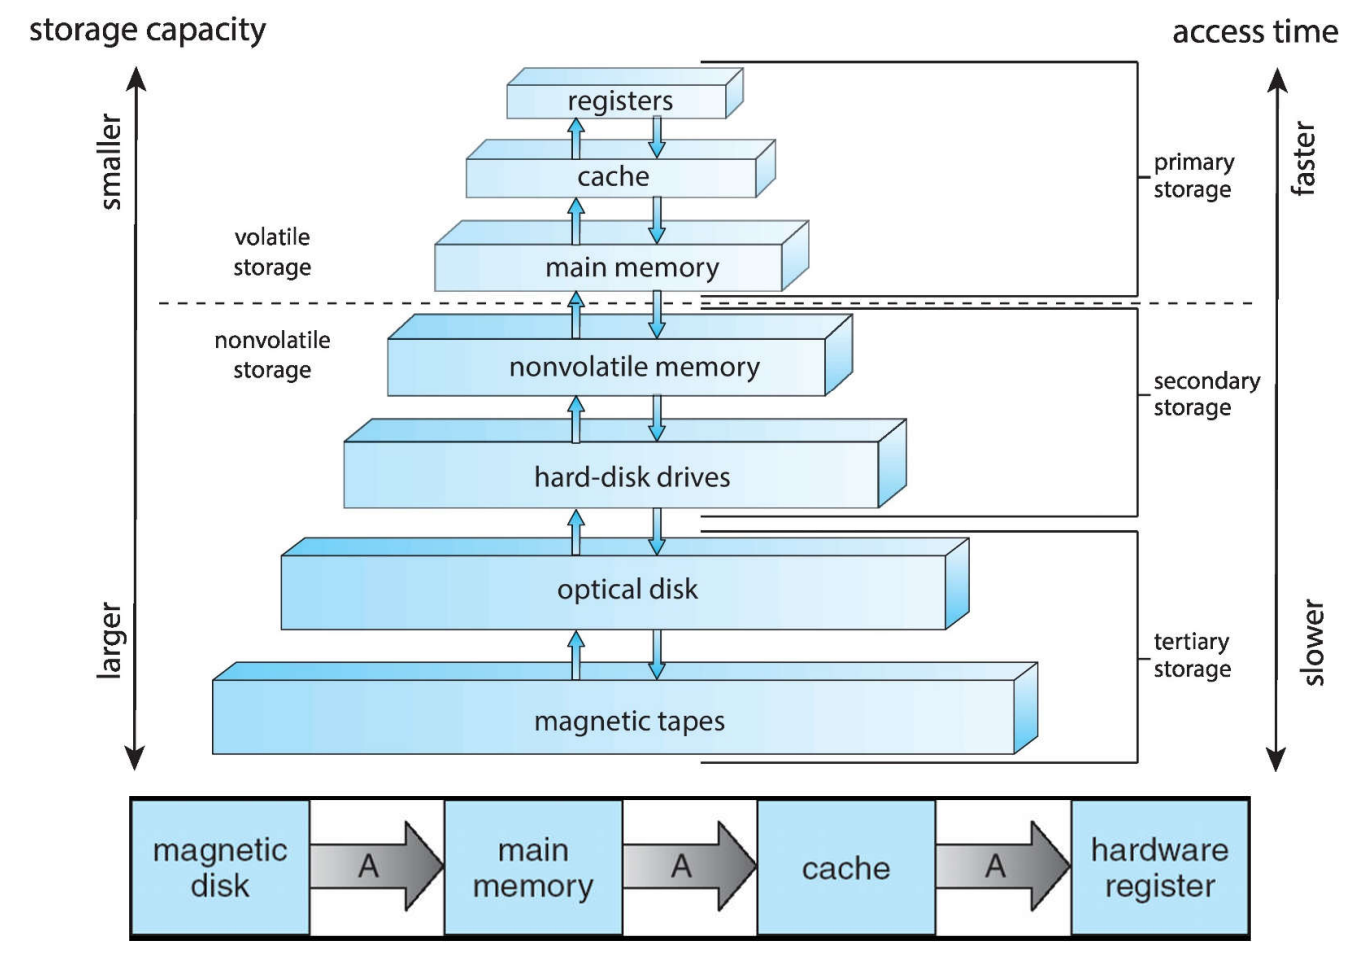 storage capacity
access time
smaller
larger
registers
cache
main memory
nonvolatile memory
hard-disk drives
optical disk
magnetic tapes
volatile
storage
nonvolatile
storage
primary
storage
secondary
storage
tertiary
storage
faster
slower
magnetic
disk
A
main
memory
A
cache
A
hardware
register